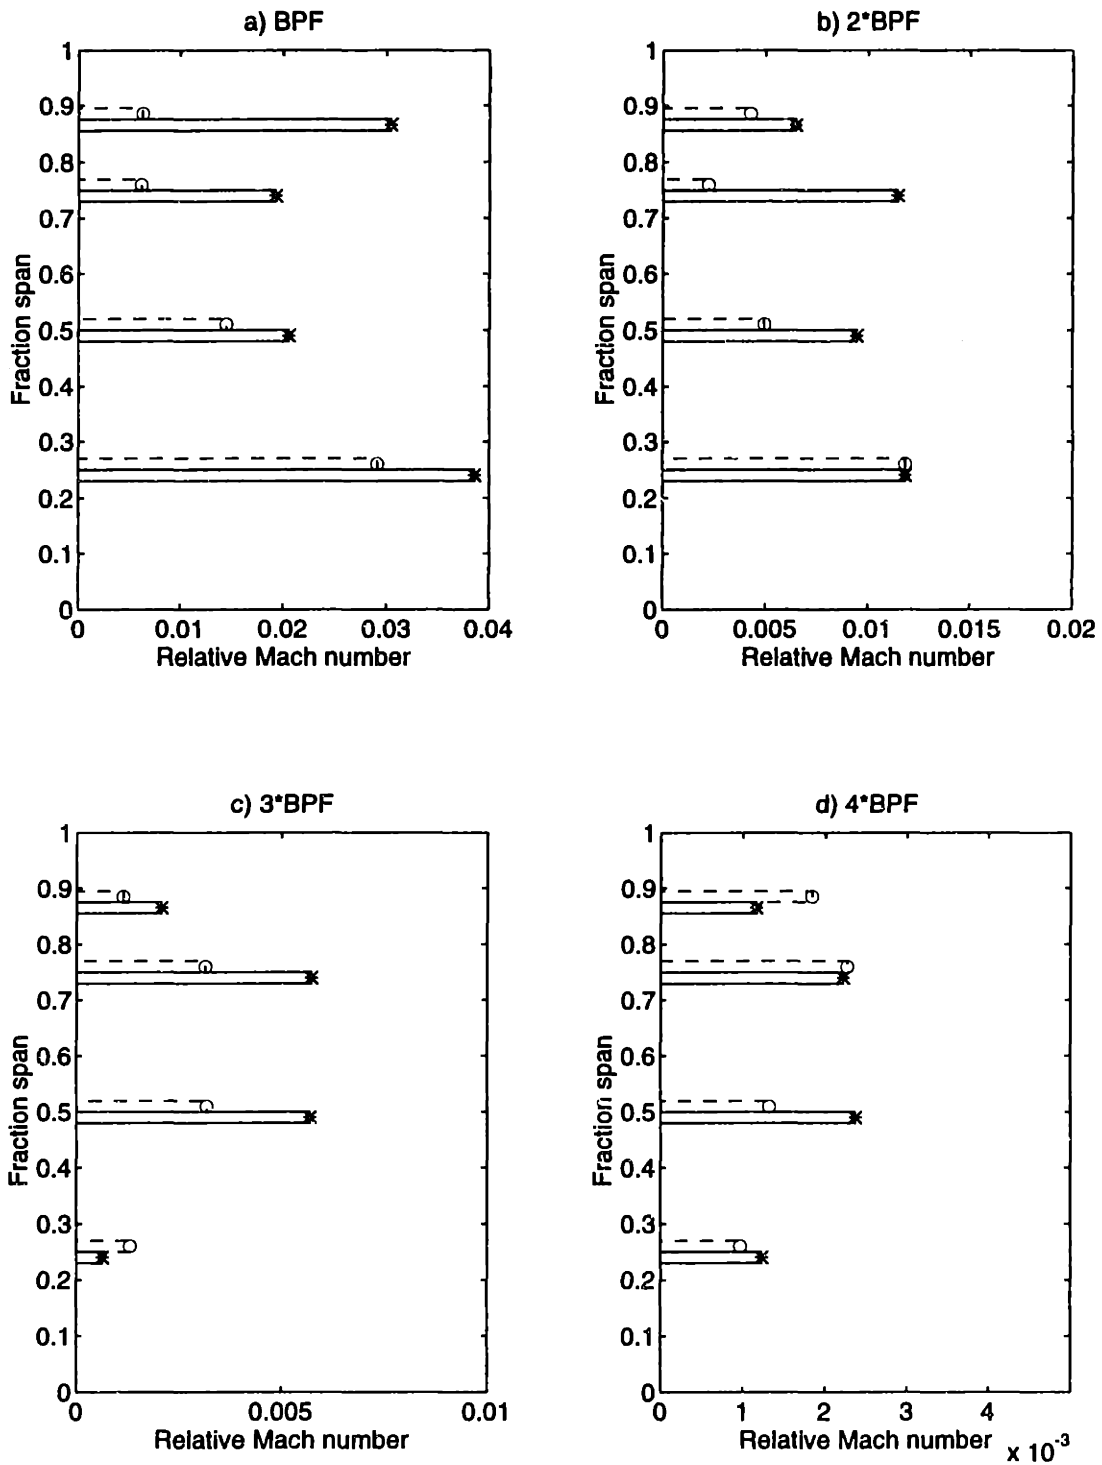 a) BPF
1
0.9
0.8
0.7
0.6
0.5
0.4
0.3
0.2
0.1
0
Fraction span
0 0.01 0.02 0.03 0.04
Relative Mach number
b) 2*BPF
1
0.9
0.8
0.7
0.6
0.5
0.4
0.3
0.2
0.1
0
Fraction span
0 0.005 0.01 0.015 0.02
Relative Mach number
c) 3*BPF
1
0.9
0.8
0.7
0.6
0.5
0.4
0.3
0.2
0.1
0
Fraction span
0 0.005 0.01
Relative Mach number
d) 4*BPF
1
0.9
0.8
0.7
0.6
0.5
0.4
0.3
0.2
0.1
0
Fraction span
0 1 2 3 4
Relative Mach number
x 10⁻³